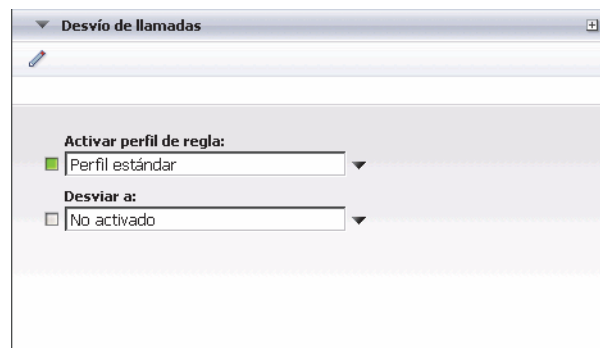 Desvío de llamadas
Activar perfil de regla:
Perfil estándar
Desviar a:
No activado